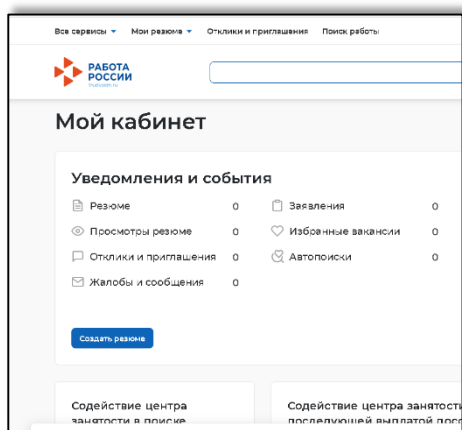 Все сервисы Мои резюме Отклики и приглашения Поиск работы
РАБОТА
РОССИИ
trudvsem.ru
Мой кабинет
Уведомления и события
Резюме 0 Заявления 0
Просмотры резюме 0 Избранные вакансии 0
Отклики и приглашения 0 Автопоиски 0
Жалобы и сообщения 0
Создать резюме
Содействие центра Содействие центра занятости
занятости в поиске последующей выплатой пос